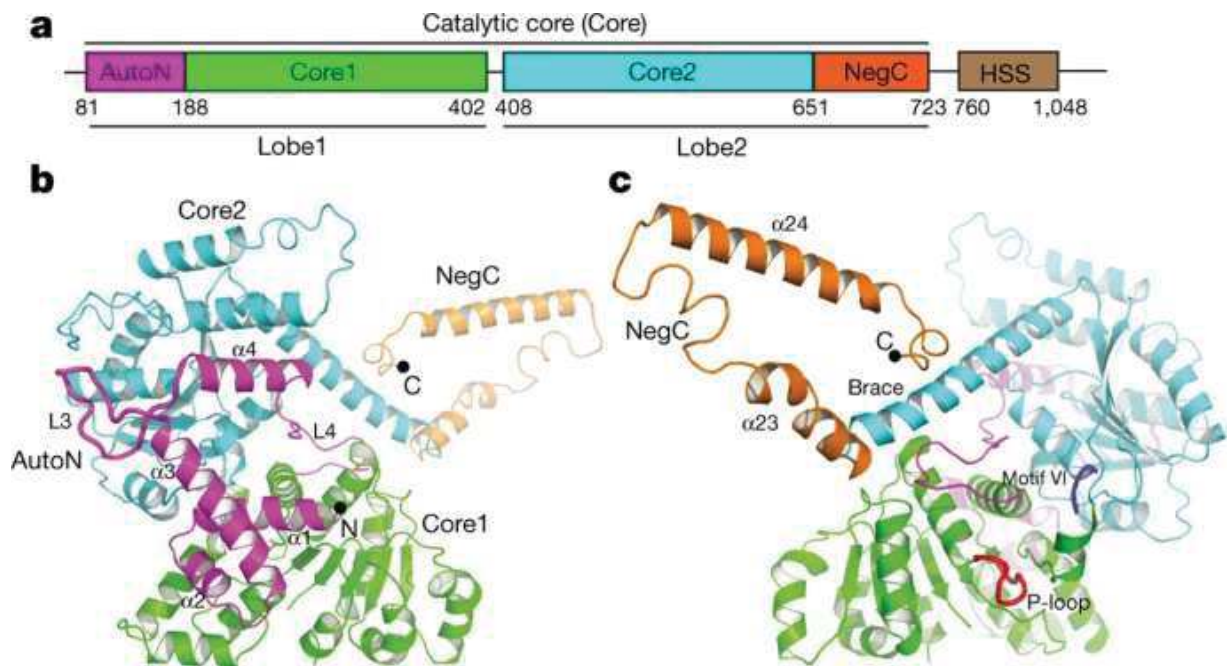 a
Catalytic core (Core)
AutoN Core1 Core2 NegC HSS
81 188 402 408 651 723 760 1,048
Lobe1 Lobe2
b
Core2
NegC
α4
C
L3
L4
AutoN
α3
α1
N
Core1
α2
c
α24
NegC
C
Brace
α23
Motif VI
P-loop